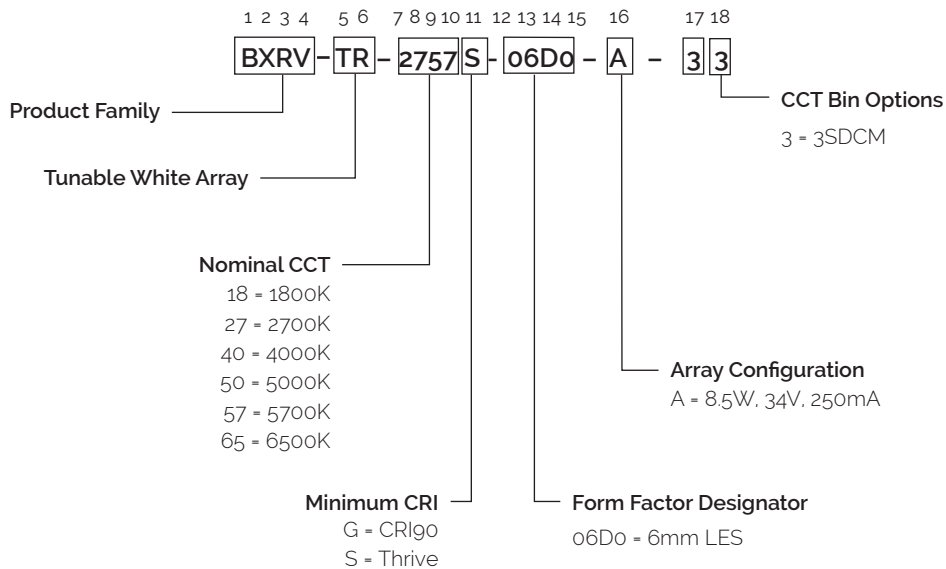 1 2 3 4 5 6 7 8 9 10 11 12 13 14 15 16 17 18
BXRV – TR – 2757 S - 06D0 – A – 3 3
Product Family
CCT Bin Options
3 = 3SDCM
Tunable White Array
Nominal CCT
18 = 1800K
27 = 2700K
40 = 4000K
50 = 5000K
57 = 5700K
65 = 6500K
Array Configuration
A = 8.5W, 34V, 250mA
Minimum CRI
G = CRI90
S = Thrive
Form Factor Designator
06D0 = 6mm LES